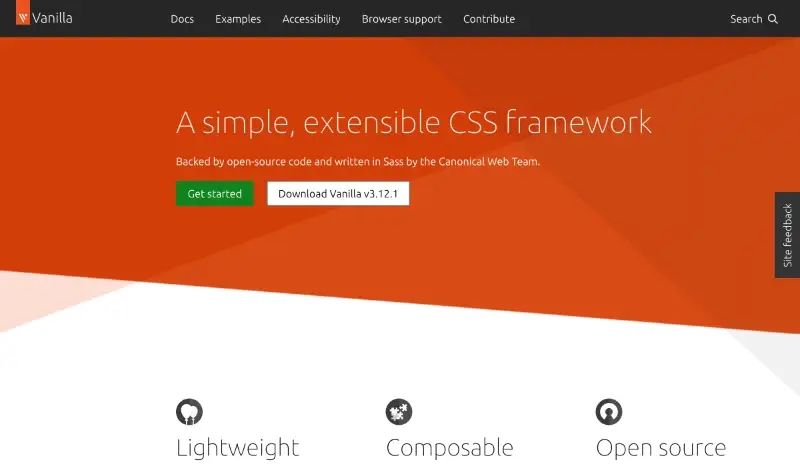 Vanilla
Docs Examples Accessibility Browser support Contribute
Search
A simple, extensible CSS framework
Backed by open-source code and written in Sass by the Canonical Web Team.
Get started
Download Vanilla v3.12.1
Site feedback
Lightweight
Composable
Open source